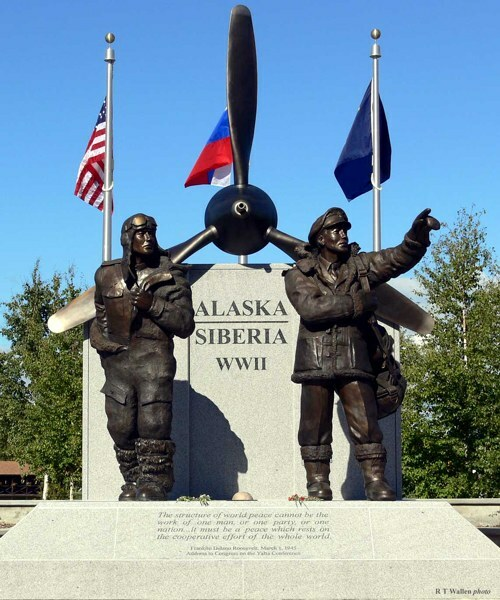 ALASKA
SIBERIA
WWII
The structure of world peace cannot be the
work of one man, or one party, or one
nation...it must be a peace which rests on
the cooperative effort of the whole world.
Franklin Delano Roosevelt, March 1, 1945
Address to Congress on the Yalta Conference
R T Wallen photo